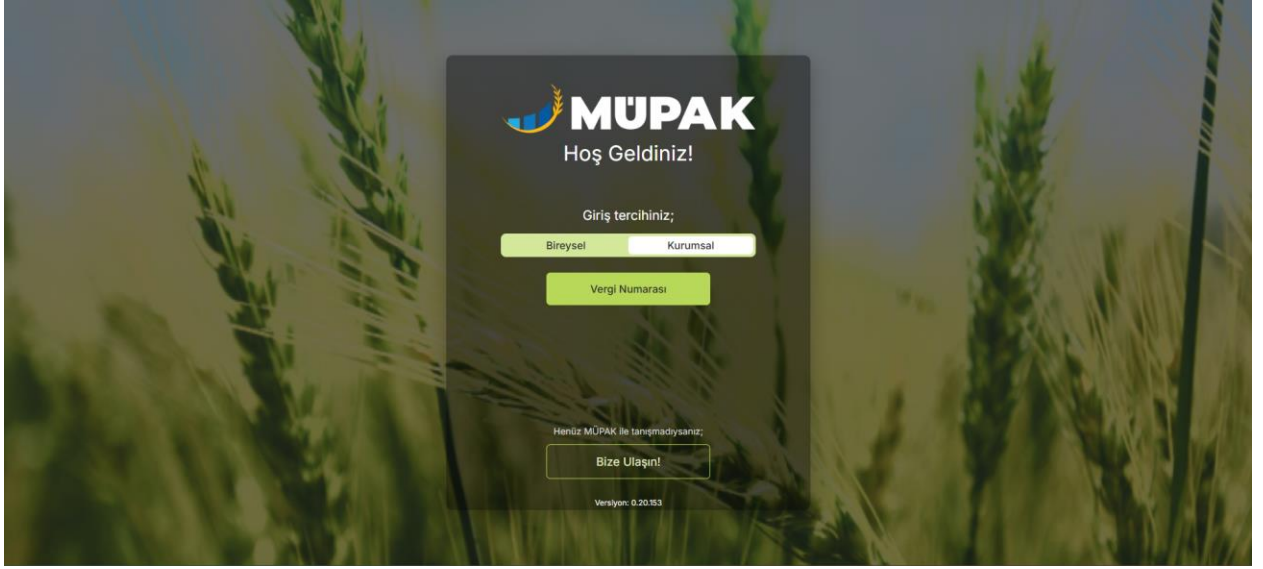 MÜPAK
Hoş Geldiniz!
Giriş tercihiniz;
Bireysel Kurumsal
Vergi Numarası
Henüz MÜPAK ile tanışmadıysanız;
Bize Ulaşın!
Versiyon: 0.20.153